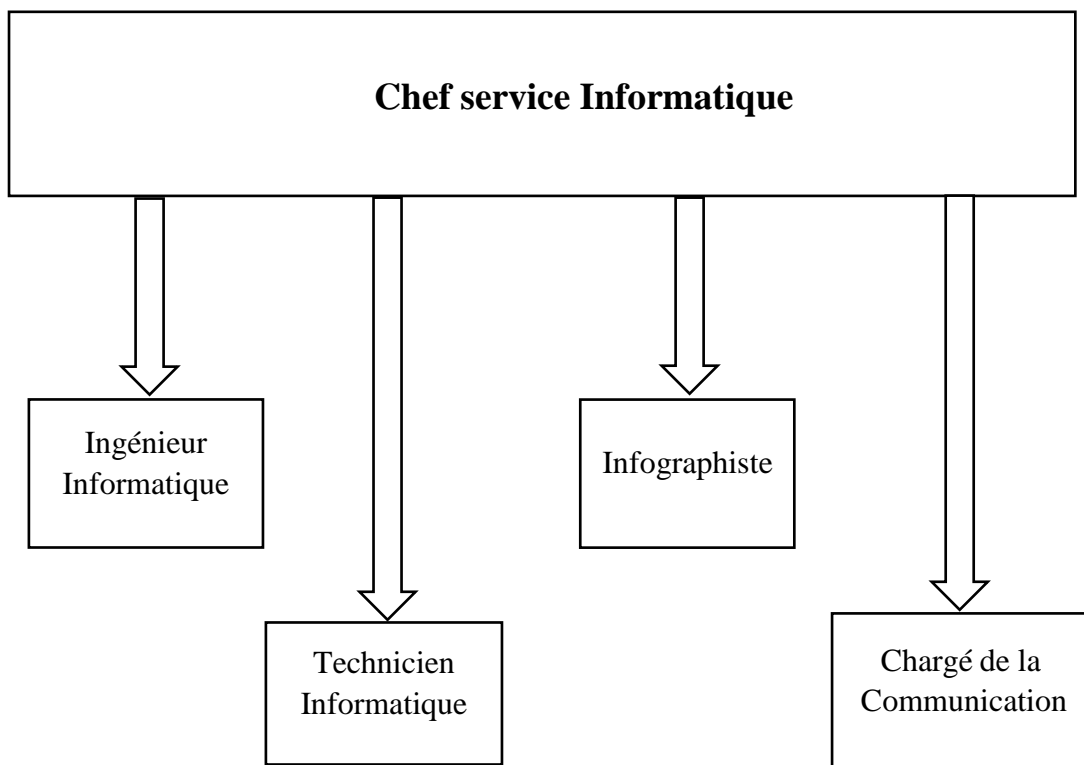 Chef service Informatique
Ingénieur
Informatique
Infographiste
Technicien
Informatique
Chargé de la
Communication